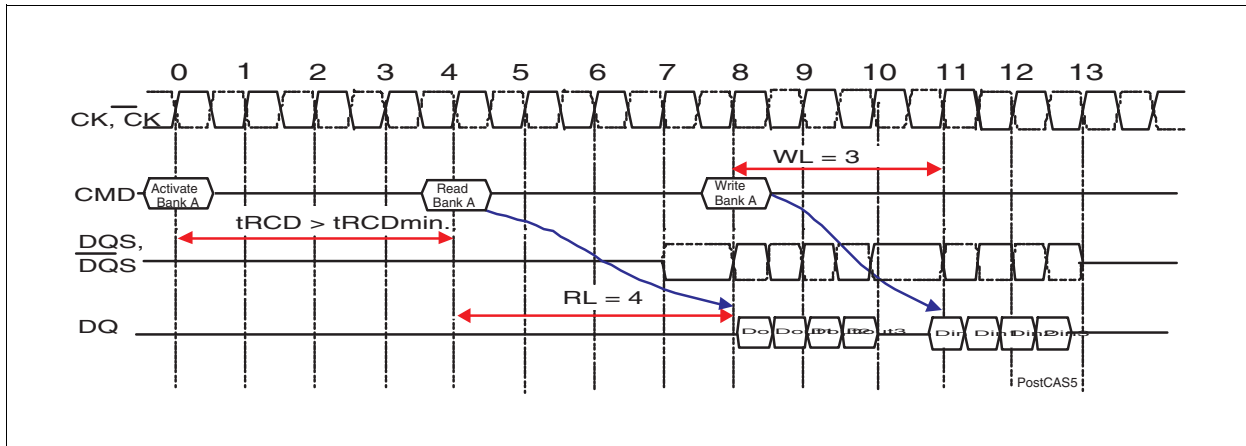 0 1 2 3 4 5 6 7 8 9 10 11 12 13
CK, CK
WL = 3
CMD
Activate
Bank A
Read
Bank A
Write
Bank A
tRCD > tRCDmin.
DQS,
DQS
RL = 4
DQ
PostCAS5